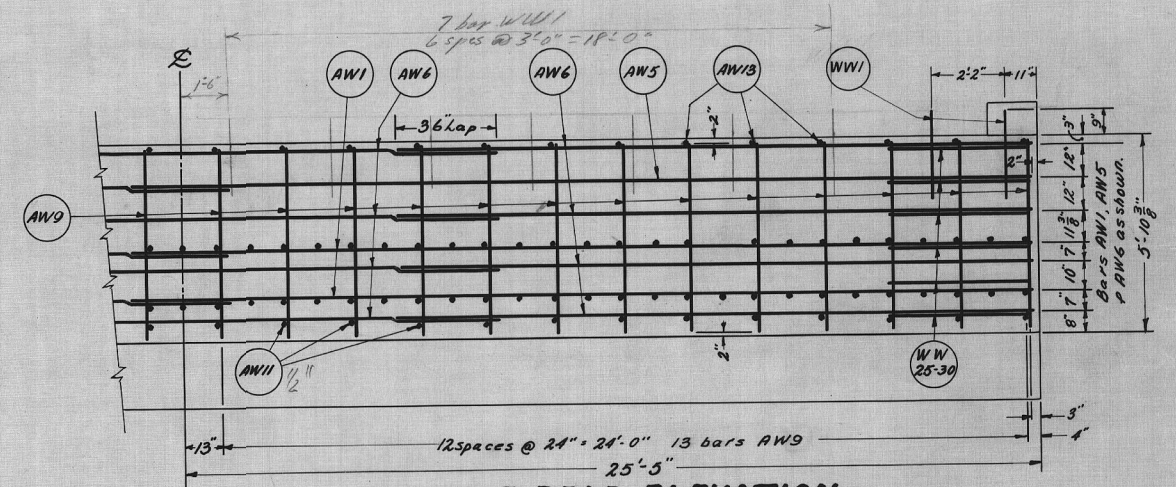 7 bar WW1
6 spcs @ 3'-0" = 18'-0"
℄
1'-6"
AW1
AW6
AW6
AW5
AW13
WW1
2'-2"
11"
36" Lap
2"
3"
9"
AW9
2"
12"
12"
11 3/8"
7"
10"
7"
8"
Bars AW1, AW5
& AW6 as shown.
5'-10 3/8"
AW11
1/2"
2"
WW
25-30
3"
4"
13"
12 spaces @ 24" = 24'-0" 13 bars AW9
25'-5"